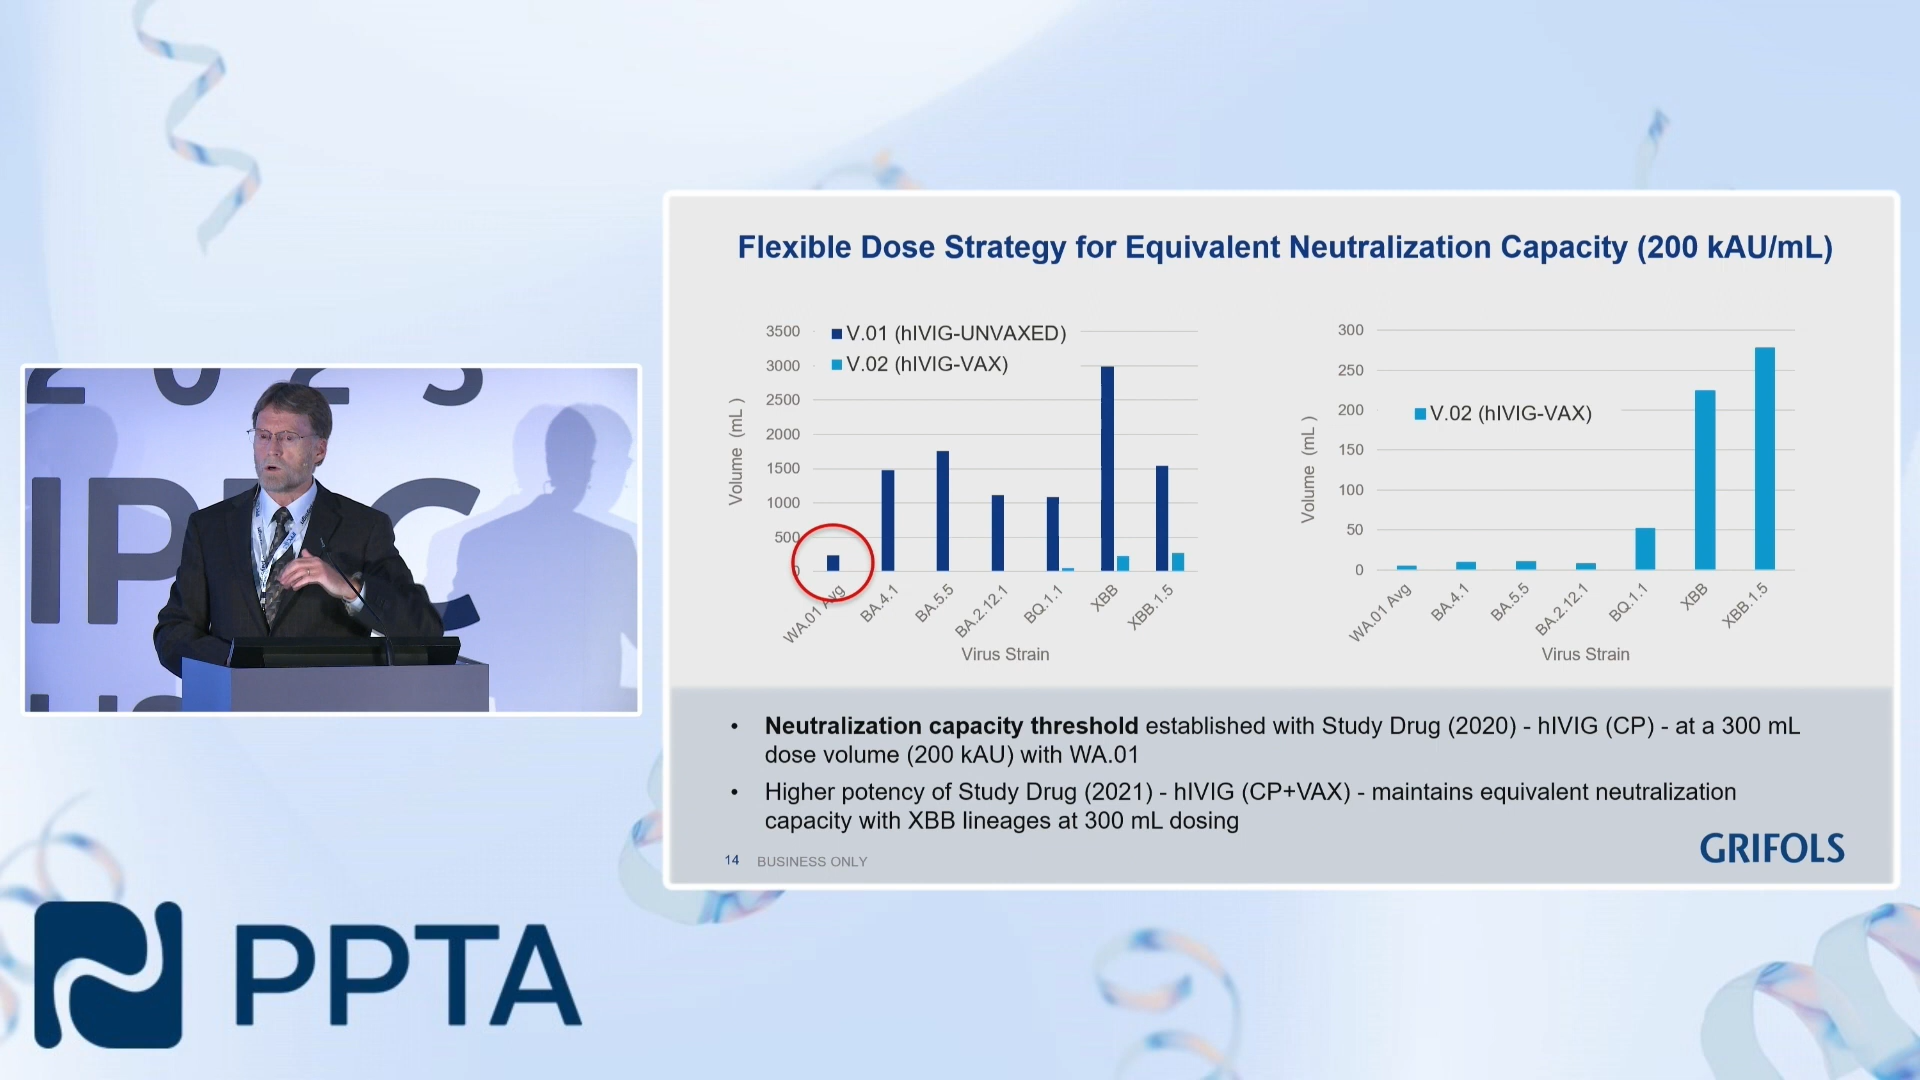 Flexible Dose Strategy for Equivalent Neutralization Capacity (200 kAU/mL)
3500
3000
2500
2000
1500
1000
500
0
Volume (mL )
V.01 (hIVIG-UNVAXED)
V.02 (hIVIG-VAX)
WA.01 Avg
BA.4.1
BA.5.5
BA.2.12.1
BQ.1.1
XBB
XBB.1.5
Virus Strain
300
250
200
150
100
50
0
Volume (mL )
V.02 (hIVIG-VAX)
WA.01 Avg
BA.4.1
BA.5.5
BA.2.12.1
BQ.1.1
XBB
XBB.1.5
Virus Strain
• Neutralization capacity threshold established with Study Drug (2020) - hIVIG (CP) - at a 300 mL
dose volume (200 kAU) with WA.01
• Higher potency of Study Drug (2021) - hIVIG (CP+VAX) - maintains equivalent neutralization
capacity with XBB lineages at 300 mL dosing
14 BUSINESS ONLY
GRIFOLS
2023
PPTA